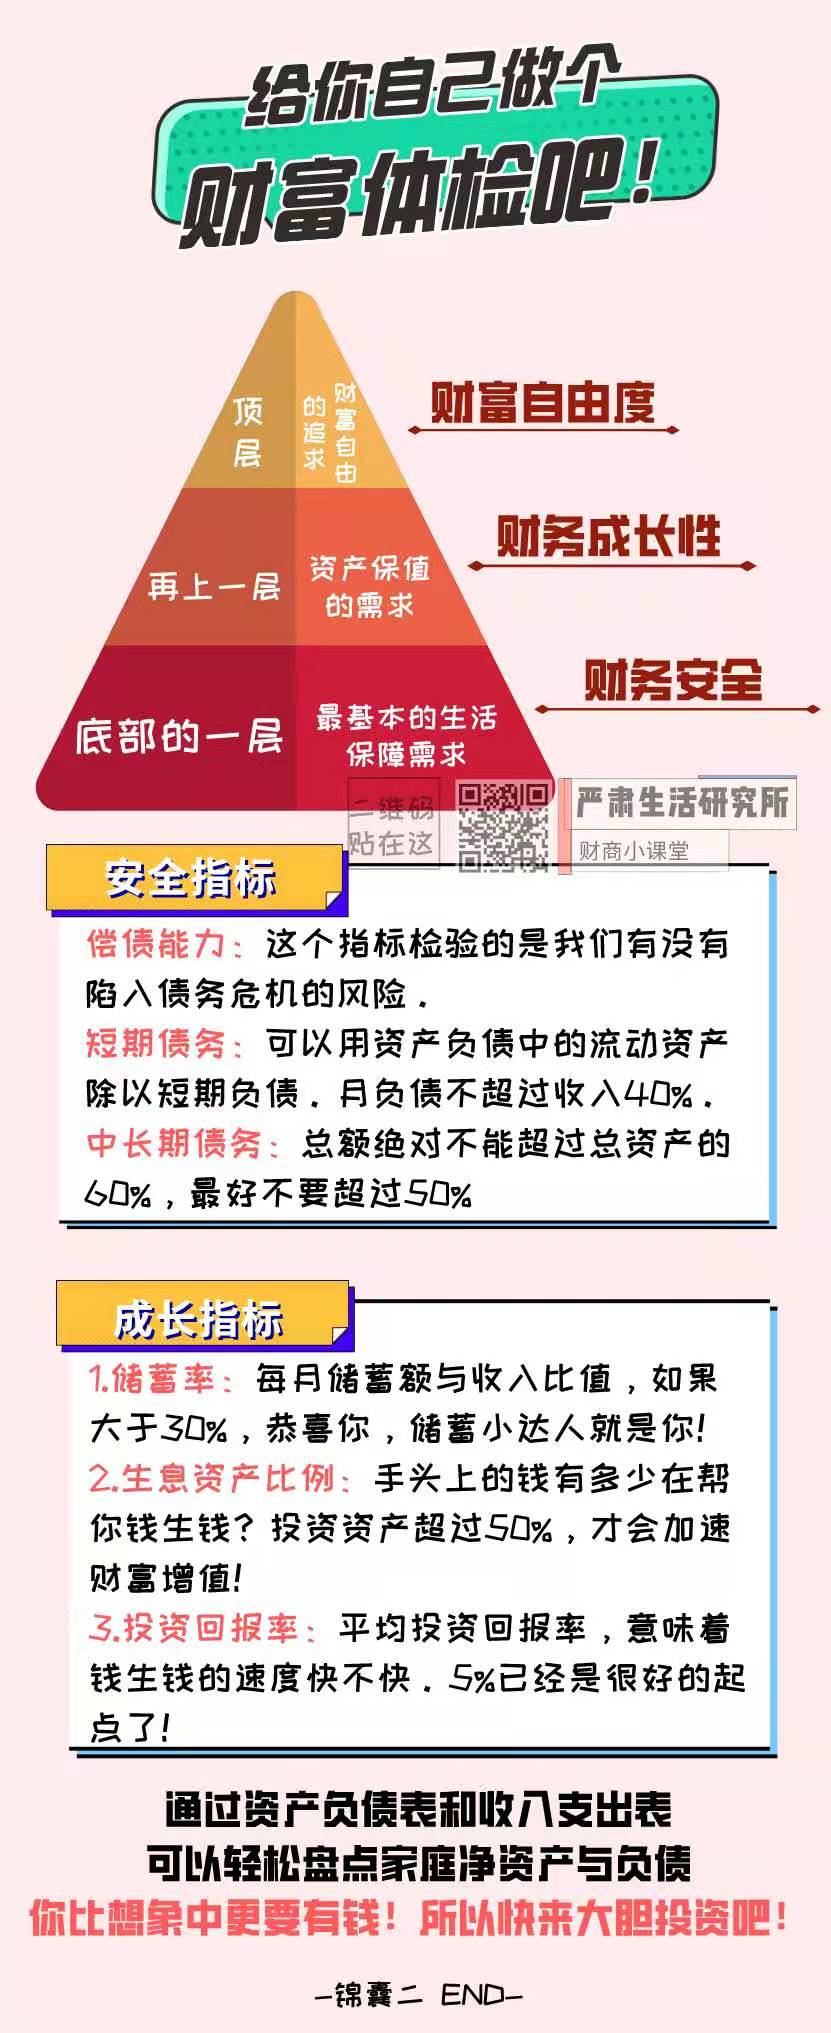 给你自己做个
财富体检吧！
顶层
财富自由的追求
财富自由度
再上一层
资产保值
的需求
财务成长性
底部的一层
最基本的生活
保障需求
财务安全
二维码
贴在这
严肃生活研究所
财商小课堂
安全指标
偿债能力：这个指标检验的是我们有没有
陷入债务危机的风险．
短期债务：可以用资产负债中的流动资产
除以短期负债．月负债不超过收入40%．
中长期债务：总额绝对不能超过总资产的
60%，最好不要超过50%
成长指标
1.储蓄率：每月储蓄额与收入比值，如果
大于30%，恭喜你，储蓄小达人就是你!
2.生息资产比例：手头上的钱有多少在帮
你钱生钱？投资资产超过50%，才会加速
财富增值!
3.投资回报率：平均投资回报率，意味着
钱生钱的速度快不快．5%已经是很好的起
点了!
通过资产负债表和收入支出表
可以轻松盘点家庭净资产与负债
你比想象中更要有钱！所以快来大胆投资吧！
-锦囊二 END-